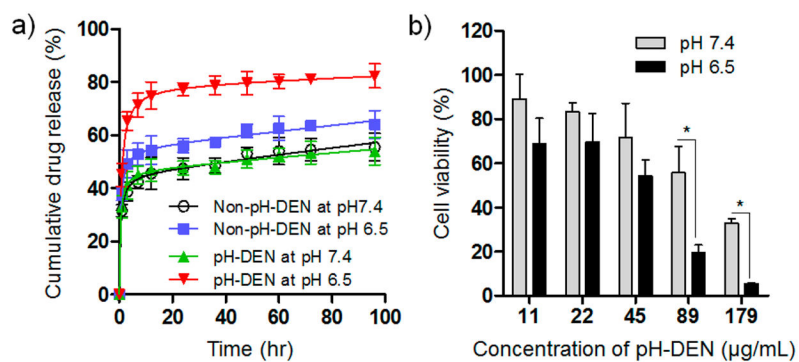 a)
Cumulative drug release (%)
100
80
60
40
20
0
Non-pH-DEN at pH7.4
Non-pH-DEN at pH 6.5
pH-DEN at pH 7.4
pH-DEN at pH 6.5
0 20 40 60 80 100
Time (hr)
b)
Cell viability (%)
120
100
80
60
40
20
0
pH 7.4
pH 6.5
*
*
11 22 45 89 179
Concentration of pH-DEN (μg/mL)